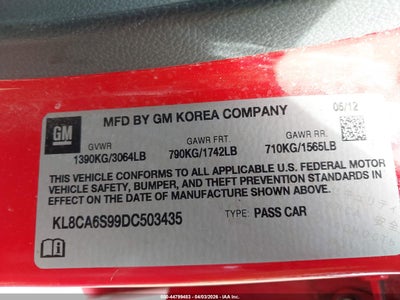 MFD BY GM KOREA COMPANY
05/12
GM
GVWR
GAWR FRT.
GAWR RR.
1390KG/3064LB
790KG/1742LB
710KG/1565LB
THIS VEHICLE CONFORMS TO ALL APPLICABLE U.S. FEDERAL MOTOR
VEHICLE SAFETY, BUMPER, AND THEFT PREVENTION STANDARDS IN
EFFECT ON THE DATE OF MANUFACTURE SHOWN ABOVE.
KL8CA6S99DC503435
TYPE: PASS CAR